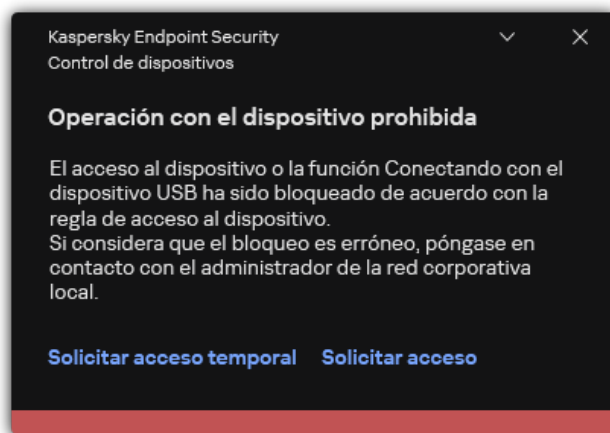 Kaspersky Endpoint Security
Control de dispositivos
Operación con el dispositivo prohibida
El acceso al dispositivo o la función Conectando con el
dispositivo USB ha sido bloqueado de acuerdo con la
regla de acceso al dispositivo.
Si considera que el bloqueo es erróneo, póngase en
contacto con el administrador de la red corporativa
local.
Solicitar acceso temporal Solicitar acceso